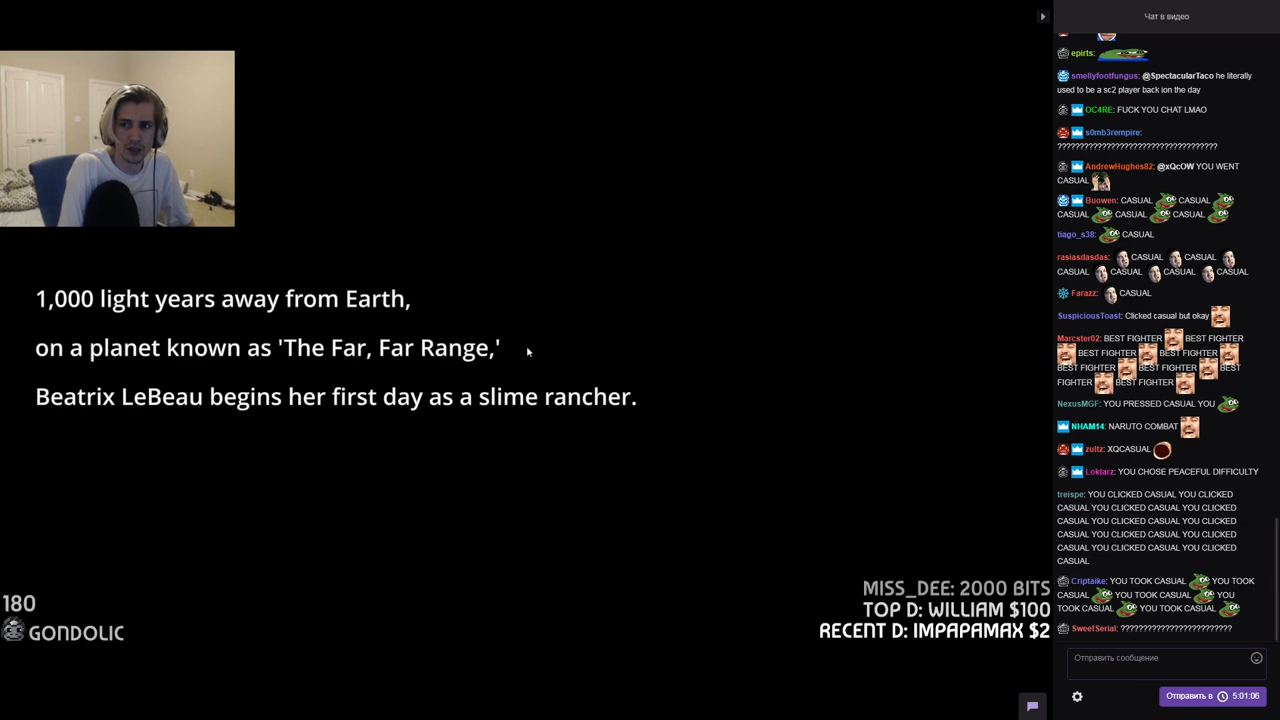 Чат в видео
epirts:
smellyfootfungus: @SpectacularTaco he literally
used to be a sc2 player back ion the day
OC4RE: FUCK YOU CHAT LMAO
s0mb3rempire:
???????????????????????????????????
AndrewHughes82: @xQcOW YOU WENT
CASUAL
Buowen: CASUAL CASUAL
CASUAL CASUAL CASUAL
tiago_s38: CASUAL
rasiasdasdas: CASUAL CASUAL
CASUAL CASUAL CASUAL CASUAL
Farazz: CASUAL
SuspiciousToast: Clicked casual but okay
Marcster02: BEST FIGHTER BEST FIGHTER
BEST FIGHTER BEST FIGHTER
BEST FIGHTER BEST FIGHTER BEST
FIGHTER BEST FIGHTER
NexusMGF: YOU PRESSED CASUAL YOU
NHAM14: NARUTO COMBAT
zultz: XQCASUAL
Loktarz: YOU CHOSE PEACEFUL DIFFICULTY
treispe: YOU CLICKED CASUAL YOU CLICKED
CASUAL YOU CLICKED CASUAL YOU CLICKED
CASUAL YOU CLICKED CASUAL YOU CLICKED
CASUAL YOU CLICKED CASUAL YOU CLICKED
CASUAL YOU CLICKED CASUAL YOU CLICKED
CASUAL
Criptaike: YOU TOOK CASUAL YOU TOOK
CASUAL YOU TOOK CASUAL YOU
TOOK CASUAL YOU TOOK CASUAL
SweetSerial: ?????????????????????????
Отправить сообщение
Отправить в 5:01:06
1,000 light years away from Earth,
on a planet known as 'The Far, Far Range,'
Beatrix LeBeau begins her first day as a slime rancher.
180
GONDOLIC
MISS_DEE: 2000 BITS
TOP D: WILLIAM $100
RECENT D: IMPAPAMAX $2